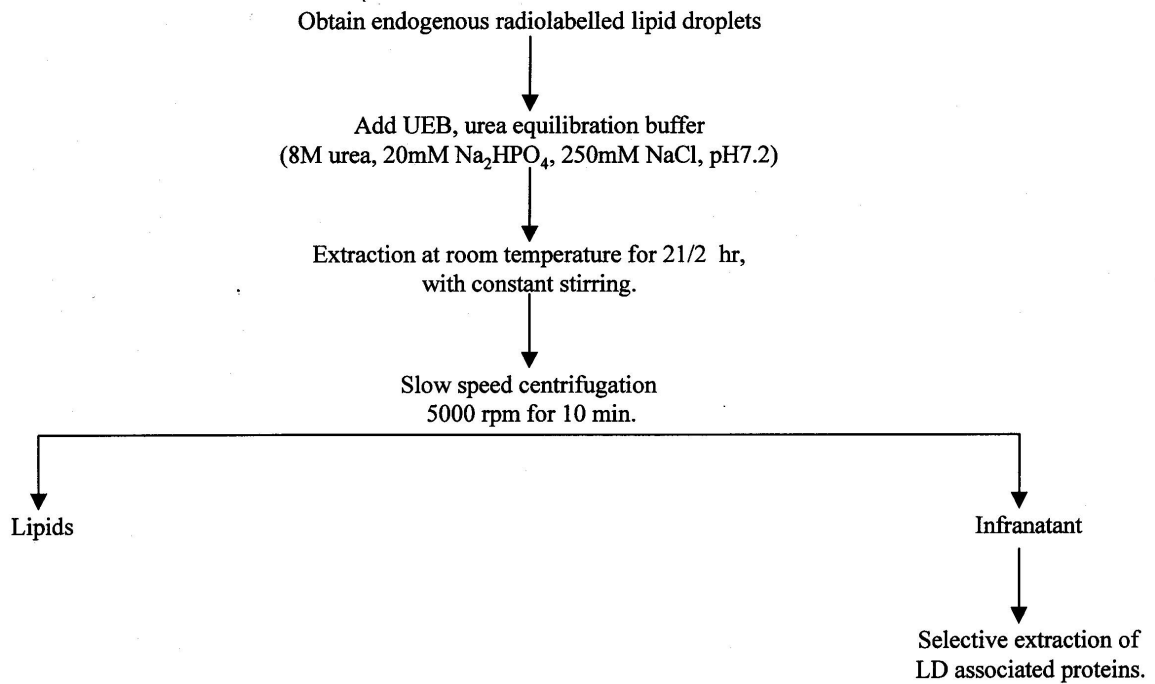 Obtain endogenous radiolabelled lipid droplets
Add UEB, urea equilibration buffer
(8M urea, 20mM Na₂HPO₄, 250mM NaCl, pH7.2)
Extraction at room temperature for 21/2 hr,
with constant stirring.
Slow speed centrifugation
5000 rpm for 10 min.
Lipids
Infranatant
Selective extraction of
LD associated proteins.